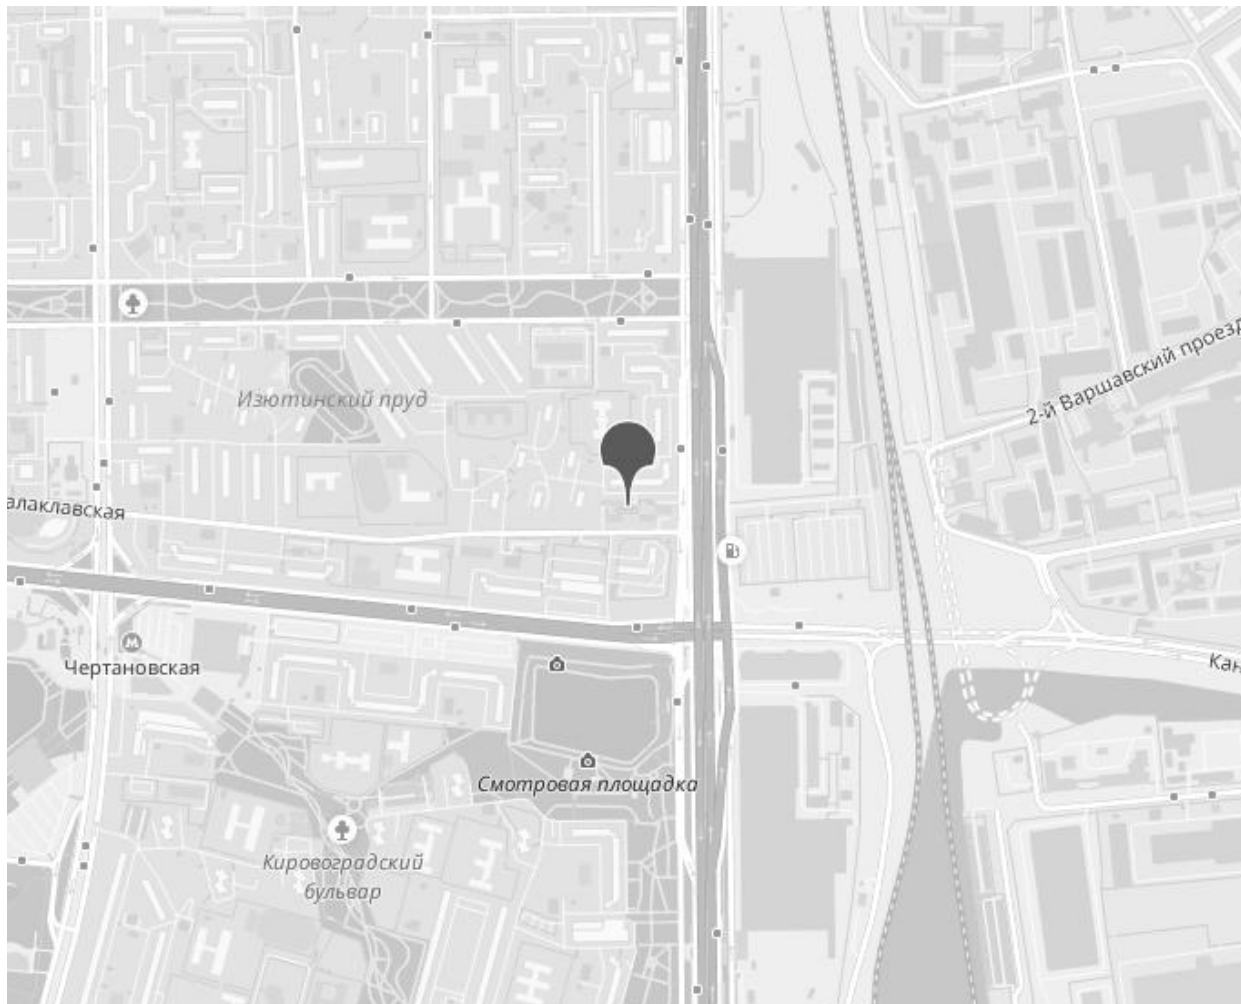 2-й Варшавский проезд
Изютинский пруд
алаклавская
М
Чертановская
Кан
Смотровая площадка
Кировоградский
бульвар